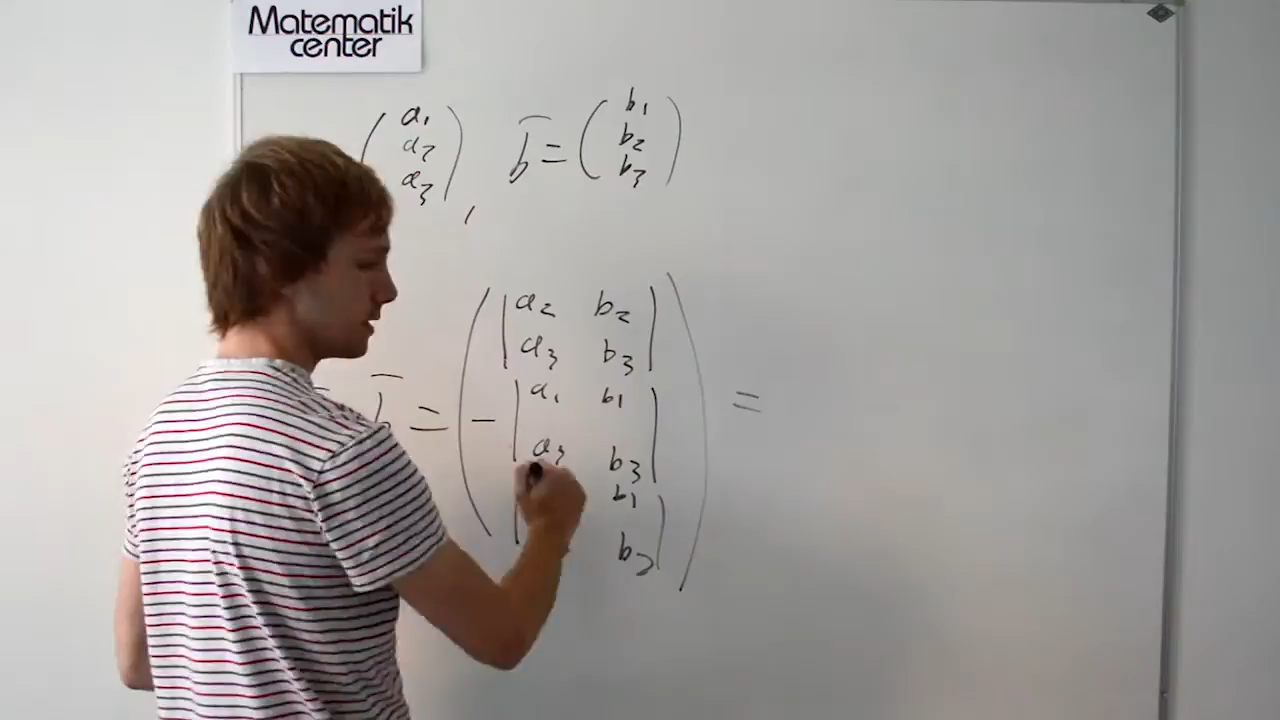 Matematik
center
a₁
a₂
a₃
, b̄ =
b₁
b₂
b₃
a₂ b₂
a₃ b₃
= − a₁ b₁ =
a₃ b₃
b₁
b₂